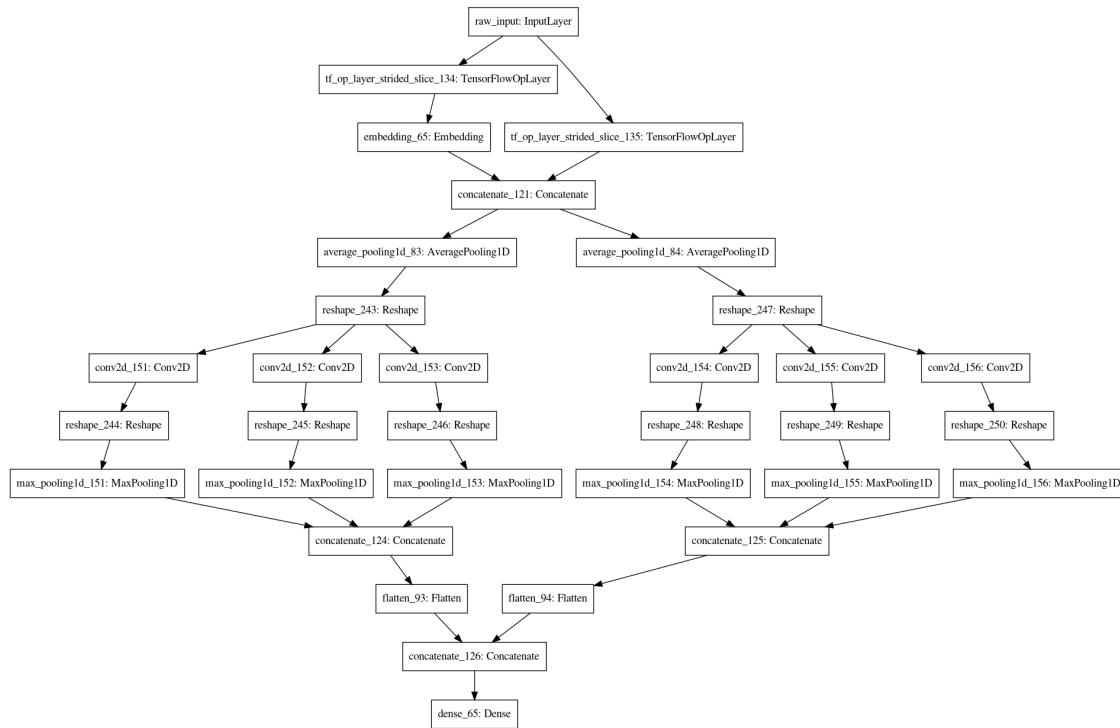 raw_input: InputLayer
tf_op_layer_strided_slice_134: TensorFlowOpLayer
embedding_65: Embedding
tf_op_layer_strided_slice_135: TensorFlowOpLayer
concatenate_121: Concatenate
average_pooling1d_83: AveragePooling1D
average_pooling1d_84: AveragePooling1D
reshape_243: Reshape
reshape_247: Reshape
conv2d_151: Conv2D
conv2d_152: Conv2D
conv2d_153: Conv2D
conv2d_154: Conv2D
conv2d_155: Conv2D
conv2d_156: Conv2D
reshape_244: Reshape
reshape_245: Reshape
reshape_246: Reshape
reshape_248: Reshape
reshape_249: Reshape
reshape_250: Reshape
max_pooling1d_151: MaxPooling1D
max_pooling1d_152: MaxPooling1D
max_pooling1d_153: MaxPooling1D
max_pooling1d_154: MaxPooling1D
max_pooling1d_155: MaxPooling1D
max_pooling1d_156: MaxPooling1D
concatenate_124: Concatenate
concatenate_125: Concatenate
flatten_93: Flatten
flatten_94: Flatten
concatenate_126: Concatenate
dense_65: Dense